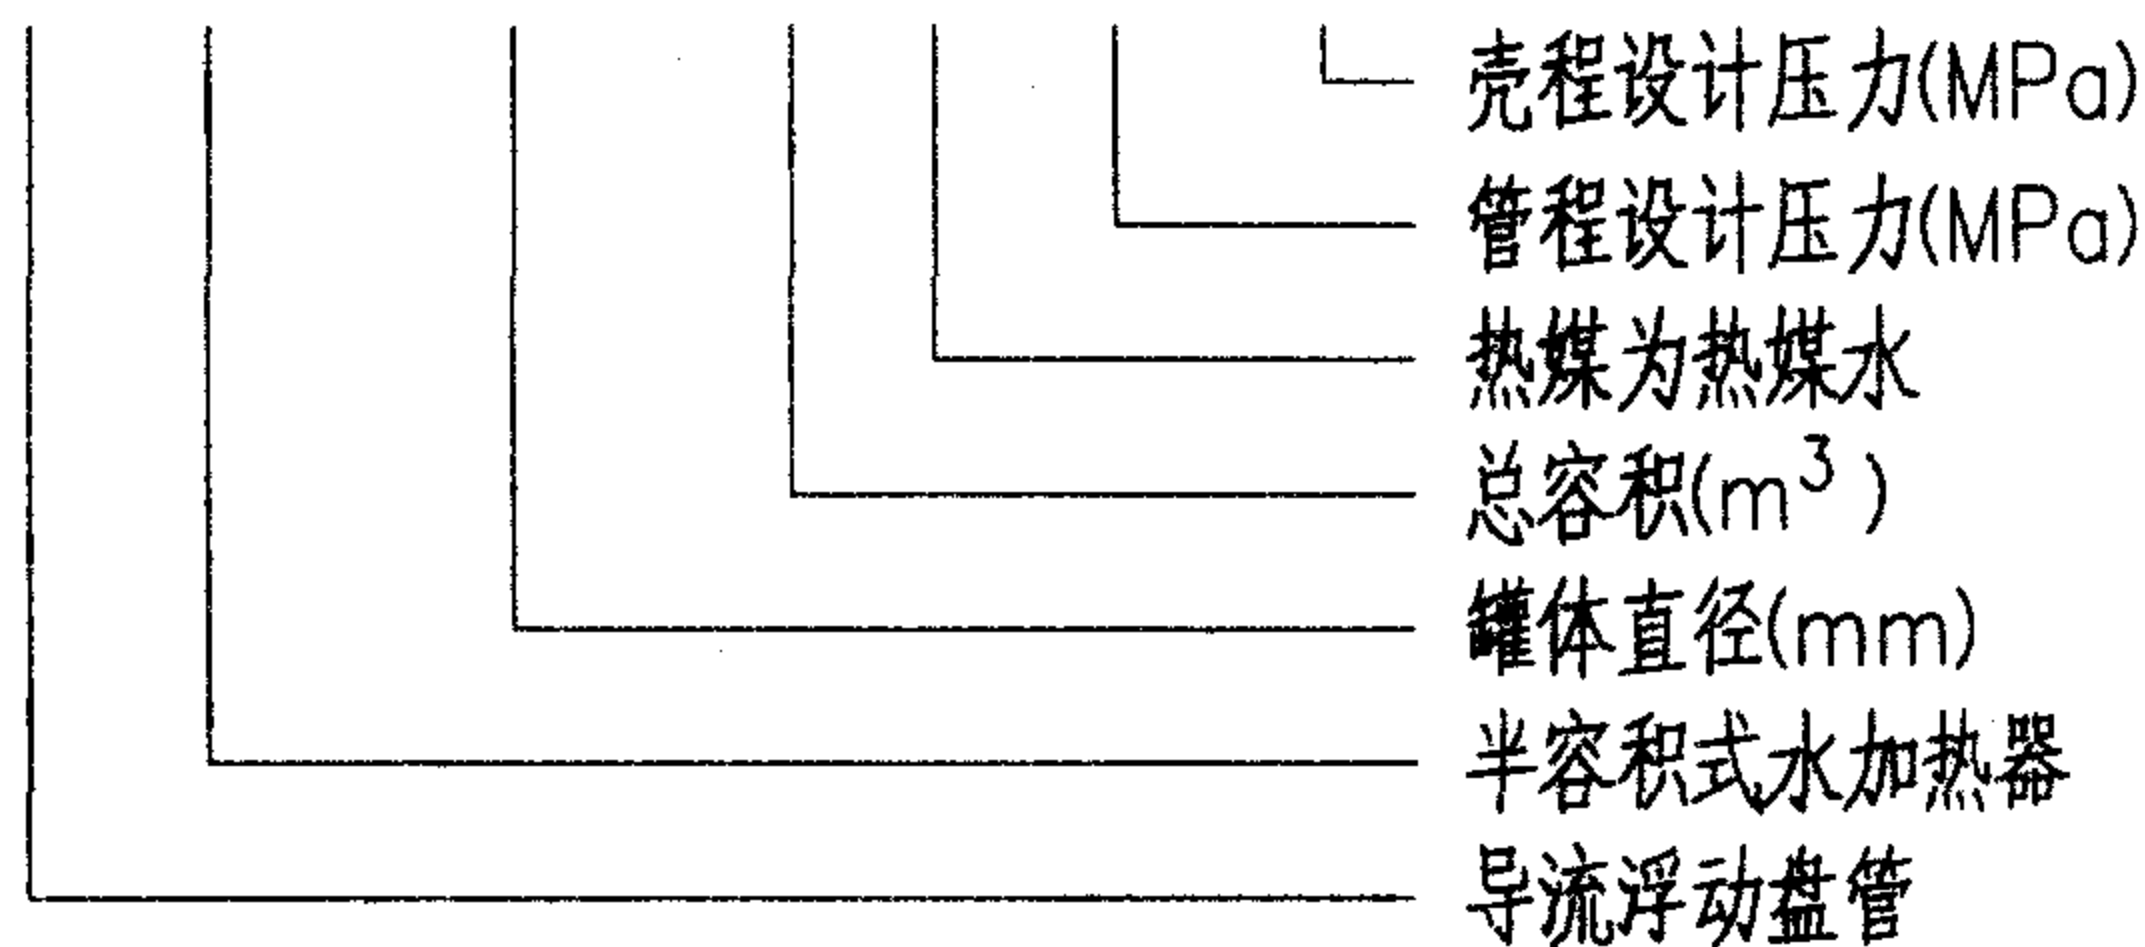 壳程设计压力(MPa)
管程设计压力(MPa)
热媒为热媒水
总容积(m³)
罐体直径(mm)
半容积式水加热器
导流浮动盘管